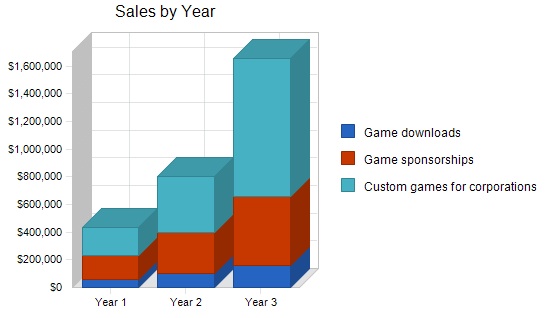 Sales by Year
$1,600,000
$1,400,000
$1,200,000
$1,000,000
$800,000
$600,000
$400,000
$200,000
$0
Year 1
Year 2
Year 3
Game downloads
Game sponsorships
Custom games for corporations